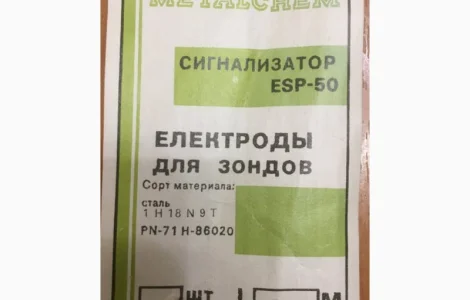 METALCHEM
СИГНАЛИЗАТОР
ESP-50
ЕЛЕКТРОДЫ
ДЛЯ ЗОНДОВ
Сорт материала:
сталь
1 H 18 N 9 T
PN-71 H-86020
ШТ М